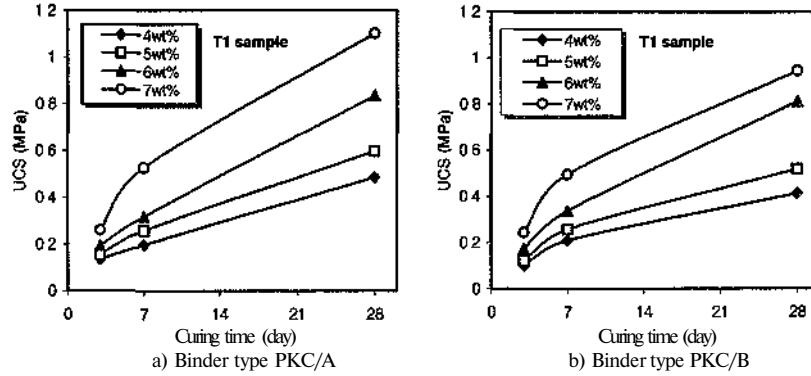 T1 sample
4wt%
5wt%
6wt%
7wt%
UCS (MPa)
1.2
1
0 8
0 6
0 4
0 2
0
0 7 14 21 28
Curing time (day)
a) Binder type PKC/A
T1 sample
4wt%
5wt%
6wt%
7wt%
UCS (MPa)
1.2
1
0 8
0.6
0.4
0.2
0
0 7 14 21 28
Curing time (day)
b) Binder type PKC/B